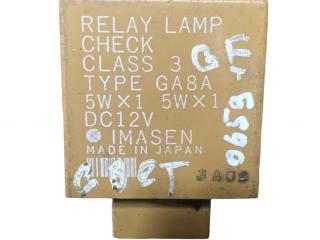 RELAY LAMP
CHECK
CLASS 3
TYPE GA8A
5W×1 5W×1
DC12V
IMASEN
MADE IN JAPAN